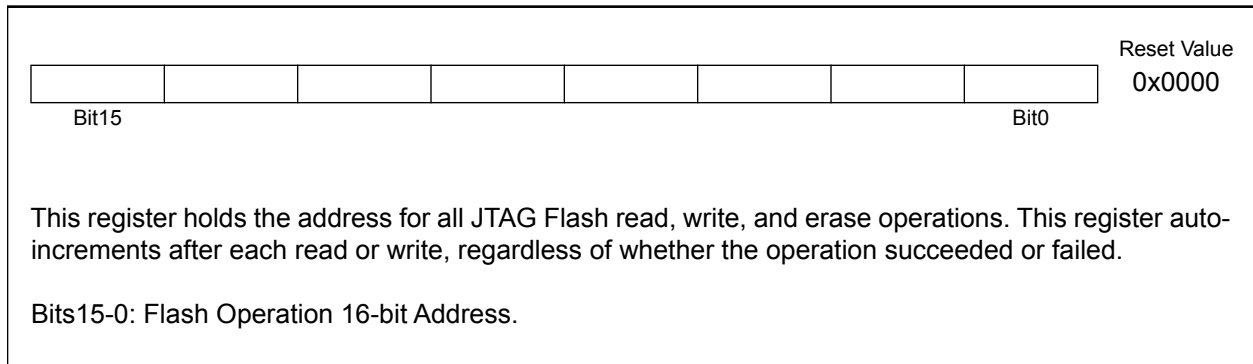 Reset Value
0x0000
Bit15
Bit0
This register holds the address for all JTAG Flash read, write, and erase operations. This register auto-
increments after each read or write, regardless of whether the operation succeeded or failed.
Bits15-0: Flash Operation 16-bit Address.